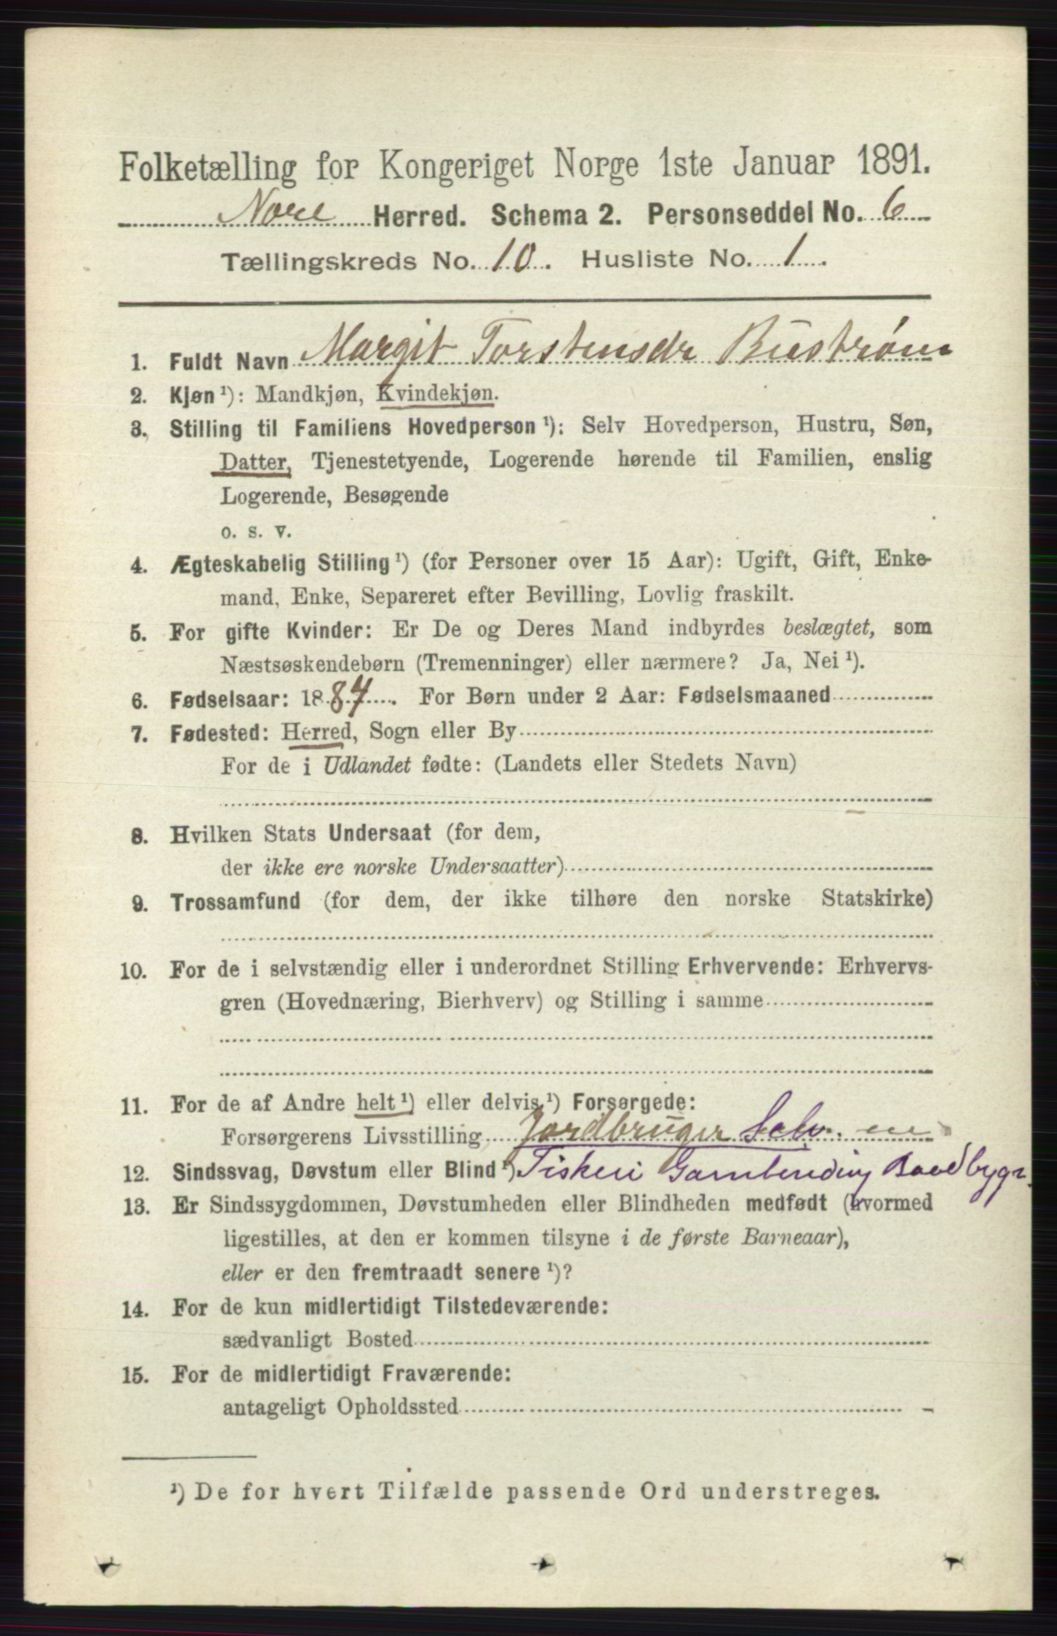 Folketælling for Kongeriget Norge 1ste Januar 1891.
Nore Herred. Schema 2. Personseddel No. 6
Tællingskreds No. 10. Husliste No. 1.
1. Fuldt Navn Margit Torstensdr Bustrøm
2. Kjøn ¹): Mandkjøn, Kvindekjøn.
3. Stilling til Familiens Hovedperson ¹): Selv Hovedperson, Hustru, Søn,
Datter, Tjenestetyende, Logerende hørende til Familien, enslig
Logerende, Besøgende
o. s. v.
4. Ægteskabelig Stilling ¹) (for Personer over 15 Aar): Ugift, Gift, Enke-
mand, Enke, Separeret efter Bevilling, Lovlig fraskilt.
5. For gifte Kvinder: Er De og Deres Mand indbyrdes beslægtet, som
Næstsøskendebørn (Tremenninger) eller nærmere? Ja, Nei ¹).
6. Fødselsaar: 1887. For Børn under 2 Aar: Fødselsmaaned
7. Fødested: Herred, Sogn eller By
For de i Udlandet fødte: (Landets eller Stedets Navn)
8. Hvilken Stats Undersaat (for dem,
der ikke ere norske Undersaatter)
9. Trossamfund (for dem, der ikke tilhøre den norske Statskirke)
10. For de i selvstændig eller i underordnet Stilling Erhvervende: Erhvervs-
gren (Hovednæring, Bierhverv) og Stilling i samme
11. For de af Andre helt ¹) eller delvis ¹) Forsørgede:
Forsørgerens Livsstilling Jordbruger Selv.
12. Sindssvag, Døvstum eller Blind ¹) Fiskeri
13. Er Sindssygdommen, Døvstumheden eller Blindheden medfødt (hvormed
ligestilles, at den er kommen tilsyne i de første Barneaar),
eller er den fremtraadt senere ¹)?
14. For de kun midlertidigt Tilstedeværende:
sædvanligt Bosted
15. For de midlertidigt Fraværende:
antageligt Opholdssted
¹) De for hvert Tilfælde passende Ord understreges.